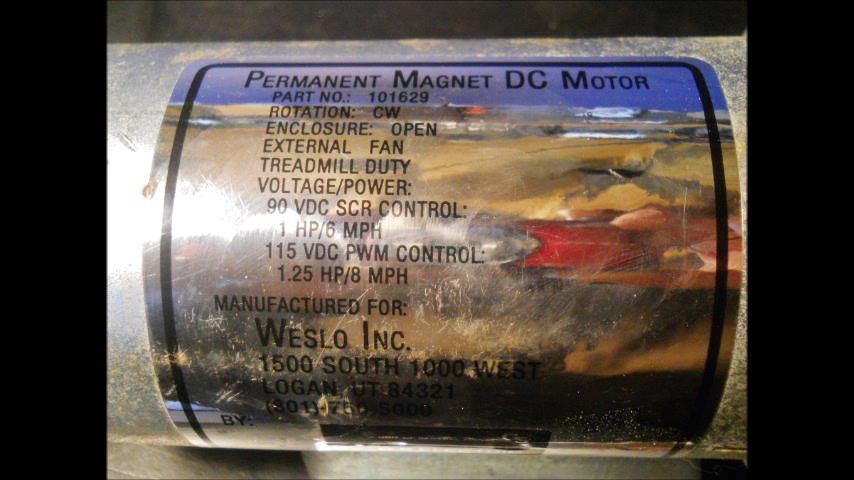 PERMANENT MAGNET DC MOTOR
PART NO.: 101629
ROTATION: CW
ENCLOSURE: OPEN
EXTERNAL FAN
TREADMILL DUTY
VOLTAGE/POWER:
90 VDC SCR CONTROL:
1 HP/6 MPH
115 VDC PWM CONTROL:
1.25 HP/8 MPH
MANUFACTURED FOR:
WESLO INC.
1500 SOUTH 1000 WEST
LOGAN, UT 84321
(801)
BY: